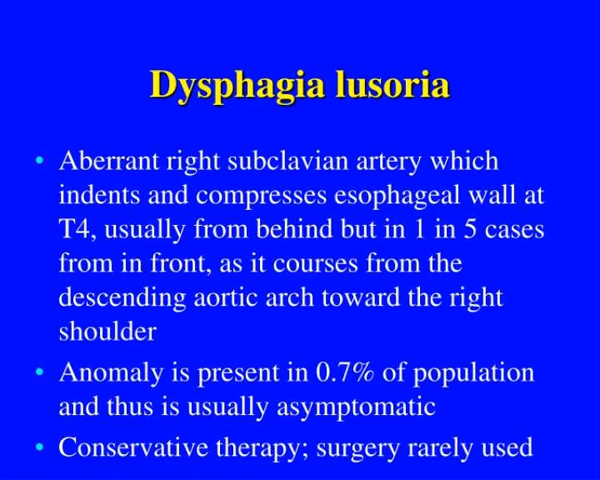 Dysphagia lusoria
• Aberrant right subclavian artery which
indents and compresses esophageal wall at
T4, usually from behind but in 1 in 5 cases
from in front, as it courses from the
descending aortic arch toward the right
shoulder
• Anomaly is present in 0.7% of population
and thus is usually asymptomatic
• Conservative therapy; surgery rarely used